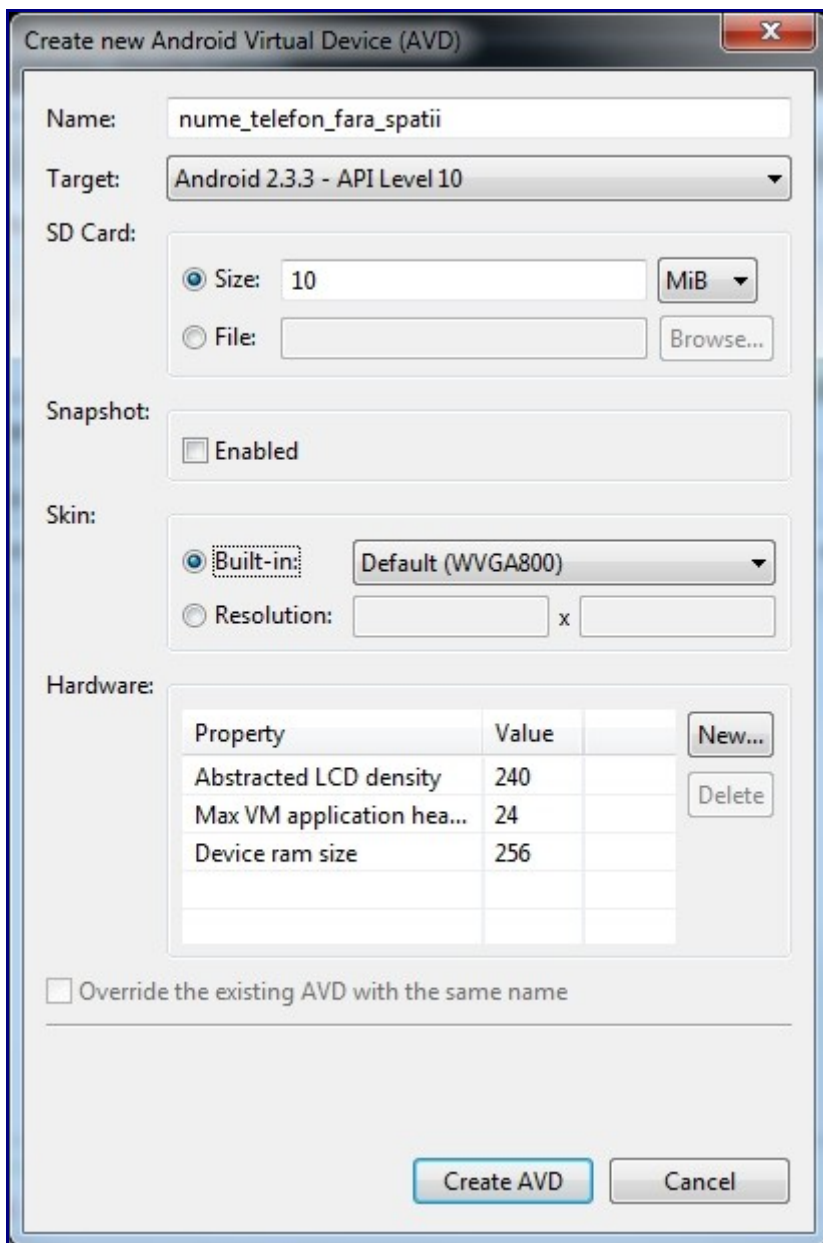 Create new Android Virtual Device (AVD)
Name: nume_telefon_fara_spatii
Target: Android 2.3.3 - API Level 10
SD Card:
Size: 10 MiB
File: Browse...
Snapshot:
Enabled
Skin:
Built-in: Default (WVGA800)
Resolution: x
Hardware:
Property Value New...
Abstracted LCD density 240
Delete
Max VM application hea... 24
Device ram size 256
Override the existing AVD with the same name
Create AVD Cancel